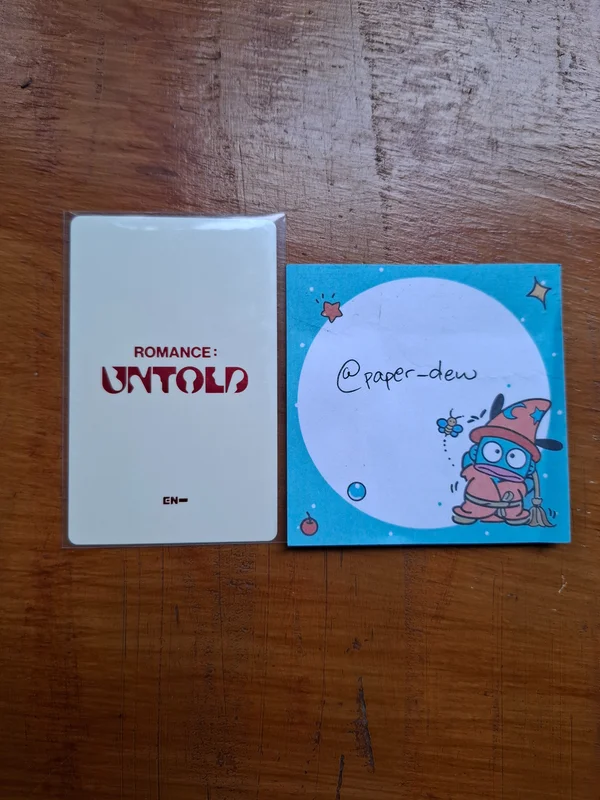 ROMANCE:
UNTOLD
EN-
@paper_dew